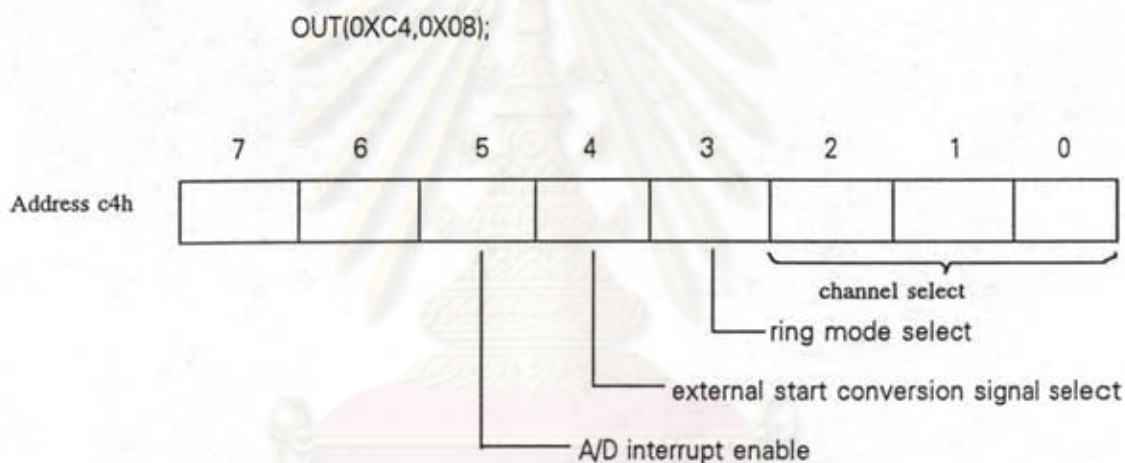 OUT(0XC4,0X08);
7 6 5 4 3 2 1 0
Address c4h
channel select
ring mode select
external start conversion signal select
A/D interrupt enable